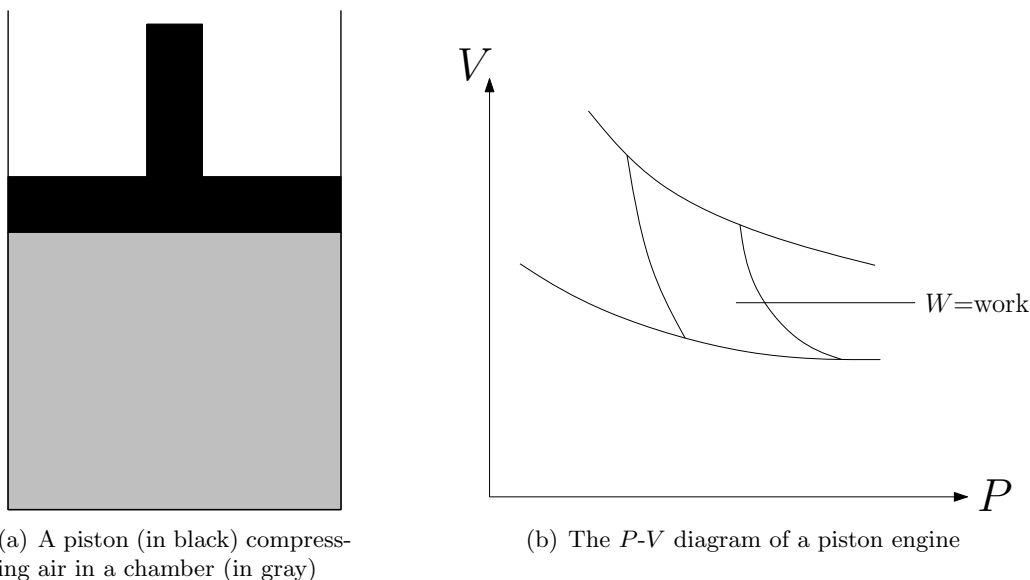 V
W=work
P
(a) A piston (in black) compress-
ing air in a chamber (in gray)
(b) The P-V diagram of a piston engine